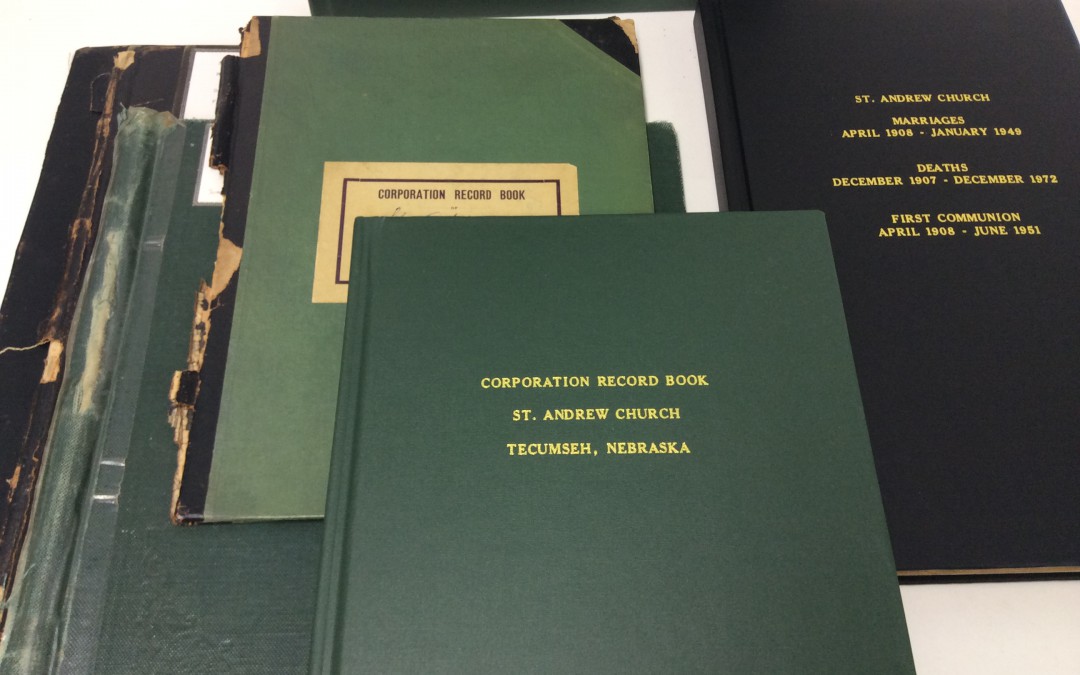 CORPORATION RECORD BOOK
ST. ANDREW CHURCH
MARRIAGES
APRIL 1908 - JANUARY 1949
DEATHS
DECEMBER 1907 - DECEMBER 1972
FIRST COMMUNION
APRIL 1908 - JUNE 1951
CORPORATION RECORD BOOK
ST. ANDREW CHURCH
TECUMSEH, NEBRASKA